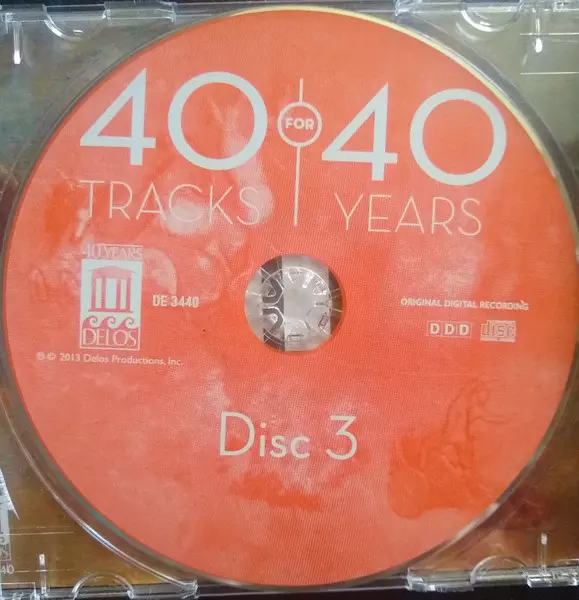 40 FOR 40
TRACKS YEARS
40 YEARS
DELOS
DE 3440
ORIGINAL DIGITAL RECORDING
DDD disc
℗ © 2013 Delos Productions, Inc.
Disc 3